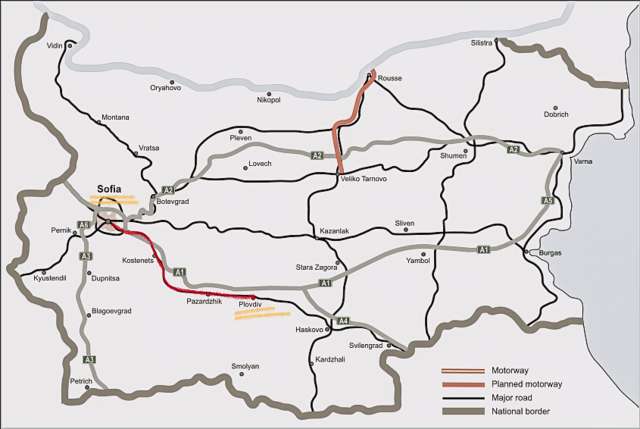 Vidin
Silistra
Rousse
Oryahovo
Nikopol
Dobrich
Montana
Pleven
Vratsa
A2
Shumen
A2
Lovech
Varna
Veliko Tarnovo
Sofia
A2
Botevgrad
A5
A6
Pernik
Kazanlak
Sliven
A3
Kostenets
A1
Yambol
Burgas
Stara Zagora
Kyustendil
Dupnitsa
A1
A1
Pazardzhik
Plovdiv
Blagoevgrad
A4
Haskovo
Svilengrad
A3
Smolyan
Kardzhali
Petrich
Motorway
Planned motorway
Major road
National border